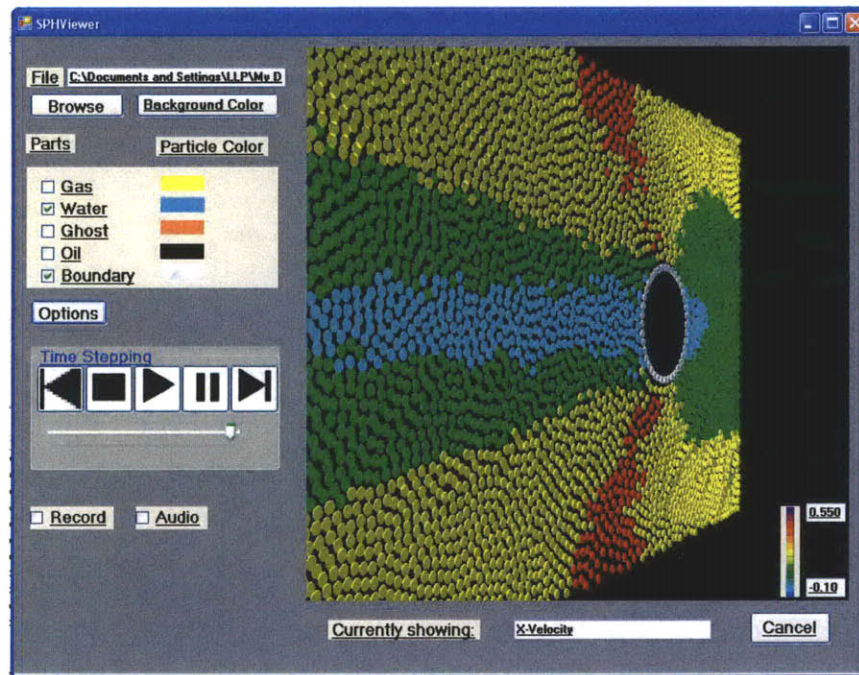 SPHViewer
File C:\Documents and Settings\LLP\My D
Browse Background Color
Parts Particle Color
Gas
Water
Ghost
Oil
Boundary
Options
Time Stepping
Record Audio
0.550
-0.10
Currently showing: X-Velocity Cancel